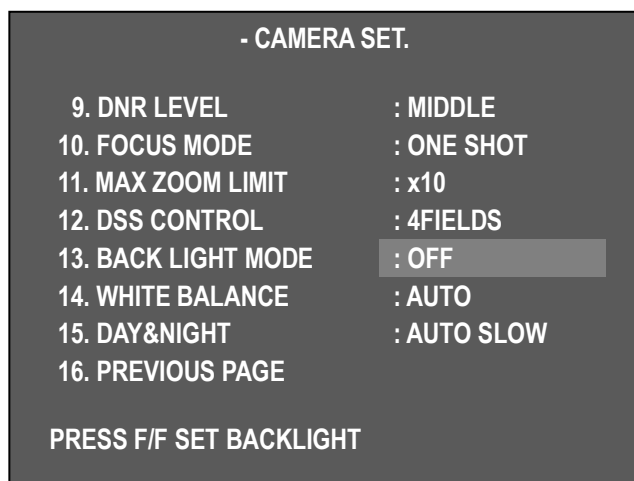 - CAMERA SET.
9. DNR LEVEL : MIDDLE
10. FOCUS MODE : ONE SHOT
11. MAX ZOOM LIMIT : x10
12. DSS CONTROL : 4FIELDS
13. BACK LIGHT MODE : OFF
14. WHITE BALANCE : AUTO
15. DAY&NIGHT : AUTO SLOW
16. PREVIOUS PAGE
PRESS F/F SET BACKLIGHT